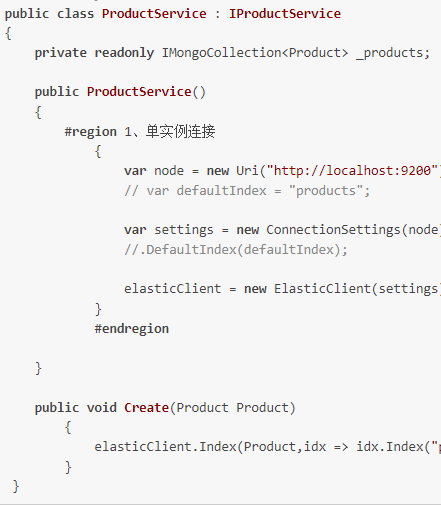 public class ProductService : IProductService
{
private readonly IMongoCollection<Product> _products;
public ProductService()
{
#region 1、单实例连接
{
var node = new Uri("http://localhost:9200"
// var defaultIndex = "products";
var settings = new ConnectionSettings(node)
//.DefaultIndex(defaultIndex);
elasticClient = new ElasticClient(settings)
}
#endregion
}
public void Create(Product Product)
{
elasticClient.Index(Product,idx => idx.Index("p
}
}